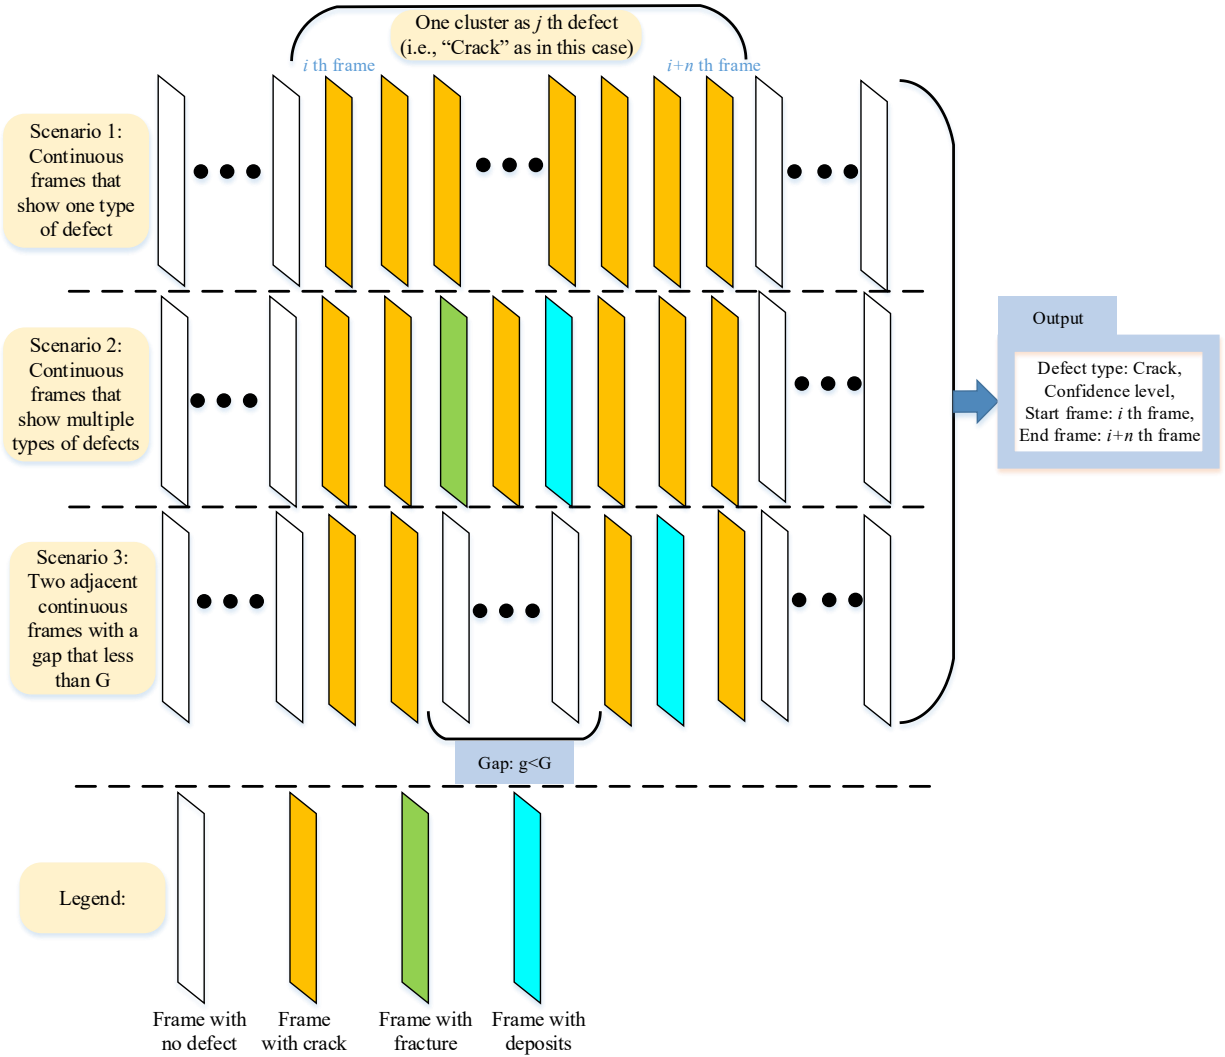 One cluster as j th defect
(i.e., “Crack” as in this case)
i th frame
i+n th frame
Scenario 1:
Continuous
frames that
show one type
of defect
Scenario 2:
Continuous
frames that
show multiple
types of defects
Scenario 3:
Two adjacent
continuous
frames with a
gap that less
than G
Gap: g<G
Output
Defect type: Crack,
Confidence level,
Start frame: i th frame,
End frame: i+n th frame
Legend:
Frame with
no defect
Frame
with crack
Frame with
fracture
Frame with
deposits